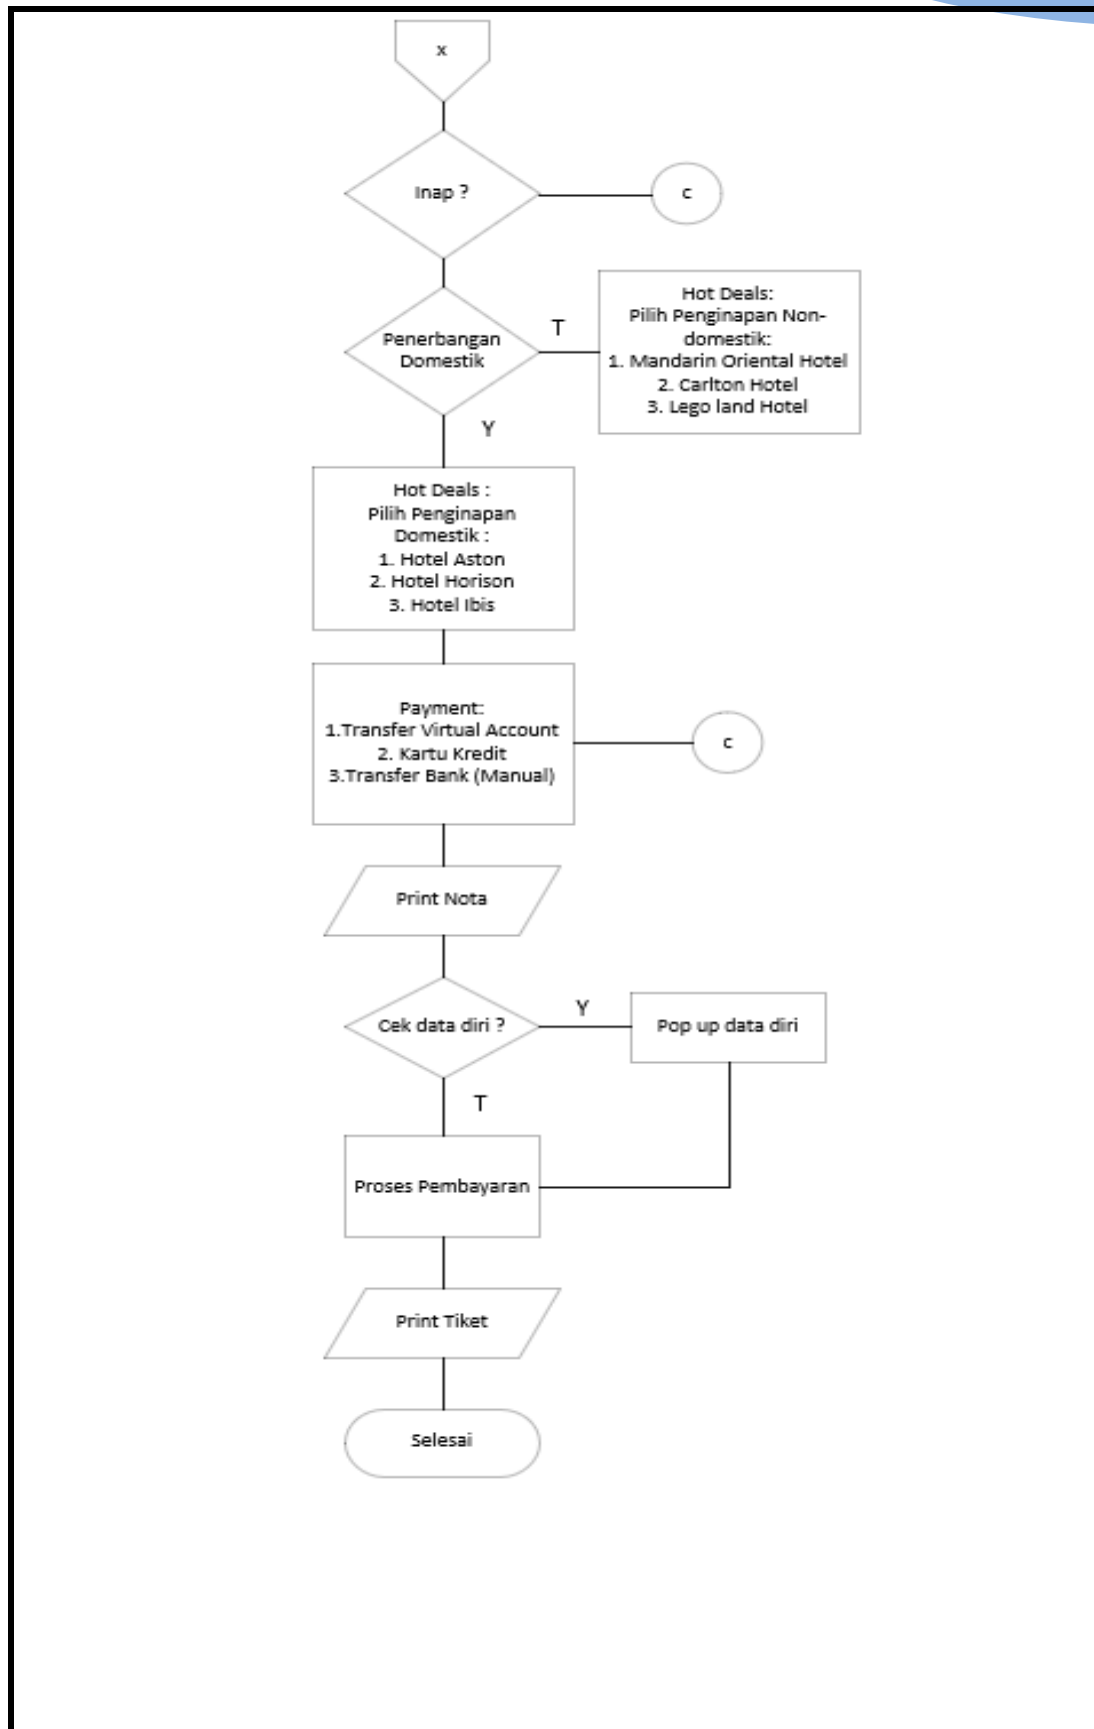 x
Inap ?
c
Penerbangan
Domestik
T
Hot Deals:
Pilih Penginapan Non-
domestik:
1. Mandarin Oriental Hotel
2. Carlton Hotel
3. Lego land Hotel
Y
Hot Deals :
Pilih Penginapan
Domestik :
1. Hotel Aston
2. Hotel Horison
3. Hotel Ibis
Payment:
1.Transfer Virtual Account
2. Kartu Kredit
3.Transfer Bank (Manual)
c
Print Nota
Cek data diri ?
Y
Pop up data diri
T
Proses Pembayaran
Print Tiket
Selesai